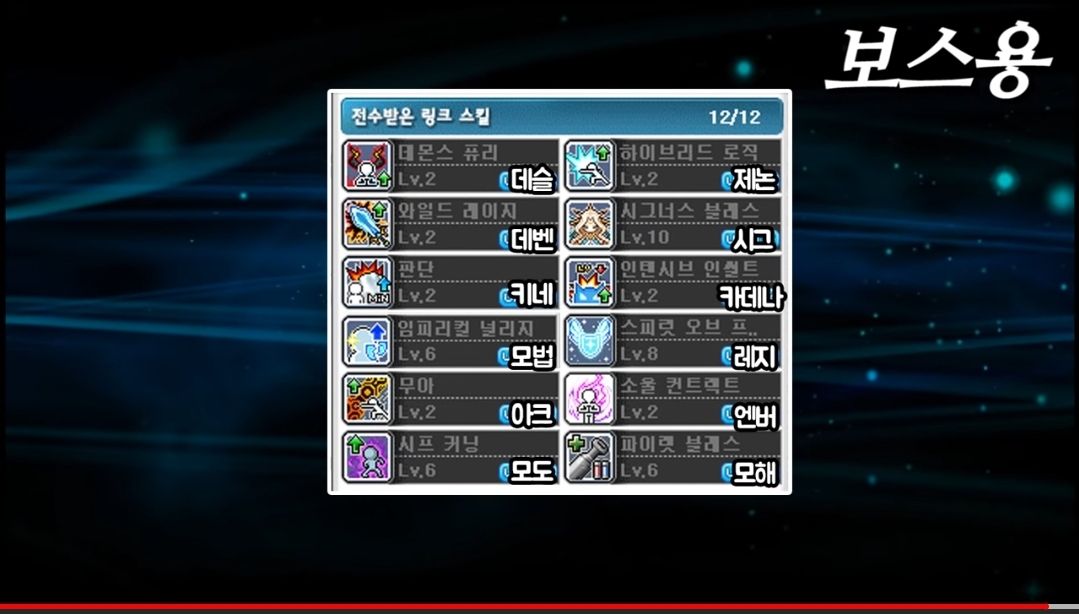 보스용
전수받은 링크 스킬 12/12
데몬스 퓨리
Lv.2 데슬
하이브리드 로직
Lv.2 제논
와일드 레이지
Lv.2 데벤
시그너스 블레스
Lv.10 시그
판단
Lv.2 키네
인텐시브 인썰트
Lv.2 카데나
임피리컬 널리지
Lv.6 모법
스피릿 오브 프..
Lv.8 레지
무아
Lv.2 아크
소울 컨트랙트
Lv.2 엔버
시프 커닝
Lv.6 모도
파이렛 블레스
Lv.6 모해